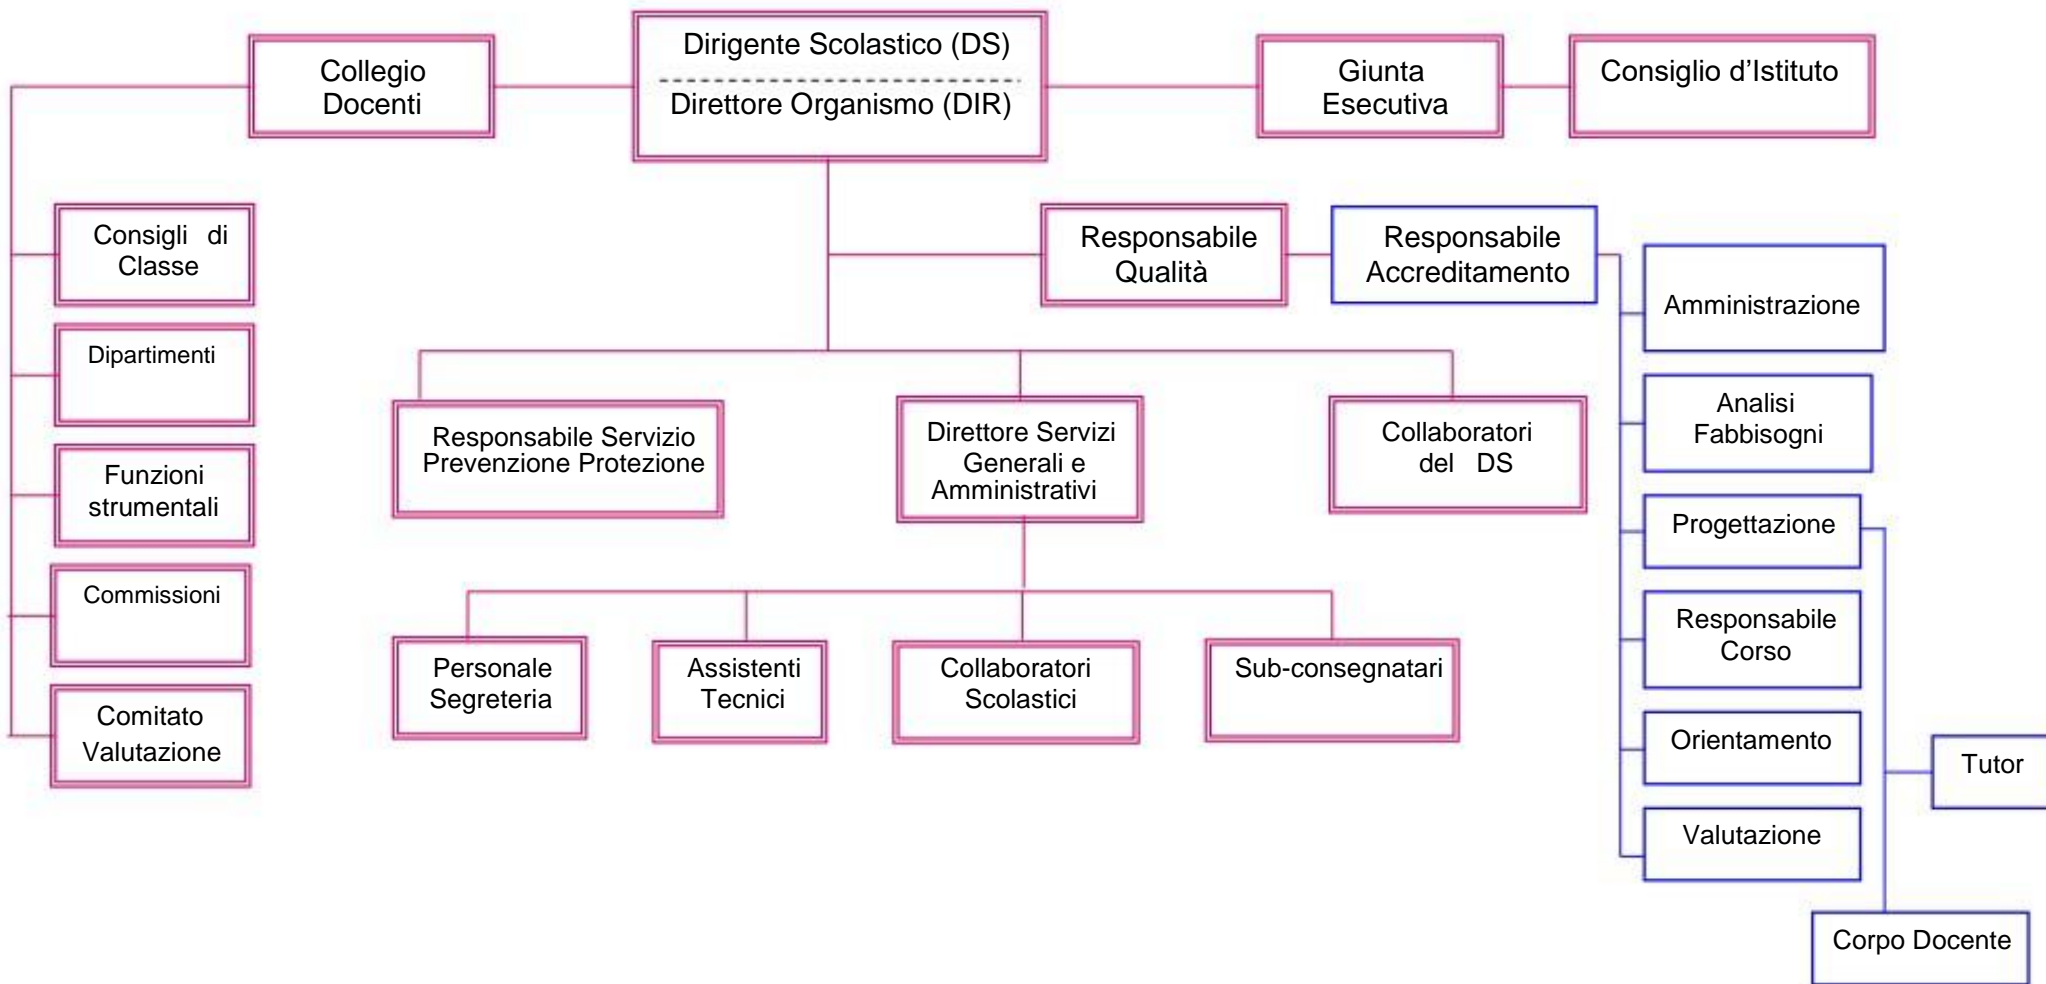 Dirigente Scolastico (DS)
Direttore Organismo (DIR)
Collegio
Docenti
Giunta
Esecutiva
Consiglio d'Istituto
Consigli di
Classe
Dipartimenti
Funzioni
strumentali
Commissioni
Comitato
Valutazione
Responsabile
Qualità
Responsabile
Accreditamento
Responsabile Servizio
Prevenzione Protezione
Direttore Servizi
Generali e
Amministrativi
Collaboratori
del DS
Personale
Segreteria
Assistenti
Tecnici
Collaboratori
Scolastici
Sub-consegnatari
Amministrazione
Analisi
Fabbisogni
Progettazione
Responsabile
Corso
Orientamento
Valutazione
Tutor
Corpo Docente